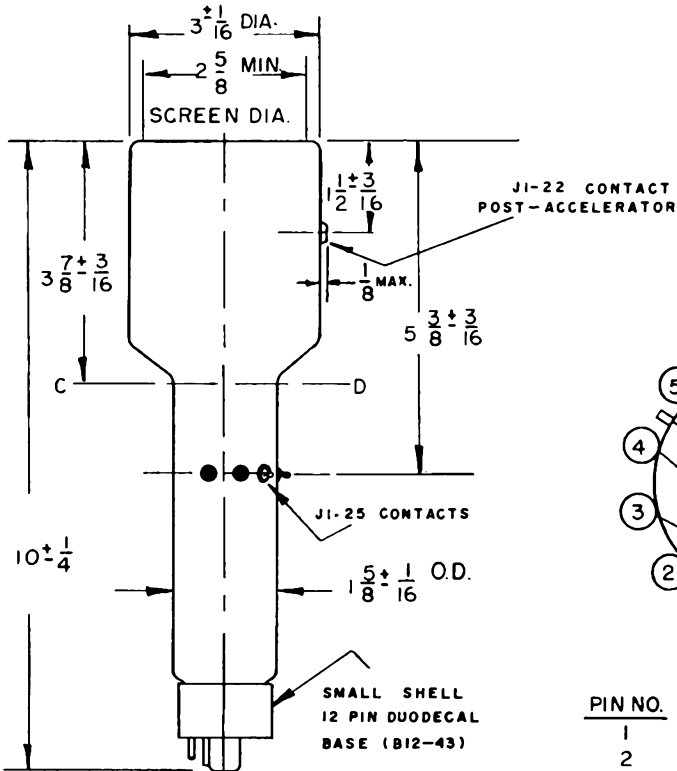 3 ± 1/16 DIA.
2 5/8 MIN.
SCREEN DIA.
1 1/2 ± 3/16
J1-22 CONTACT
POST-ACCELERATOR
3 7/8 ± 3/16
1/8 MAX.
5 3/8 ± 3/16
C D
5
4
3
2
J1-25 CONTACTS
10 ± 1/4
1 5/8 ± 1/16 O.D.
SMALL SHELL
12 PIN DUODECAL
BASE (B12-43)
PIN NO.
1
2